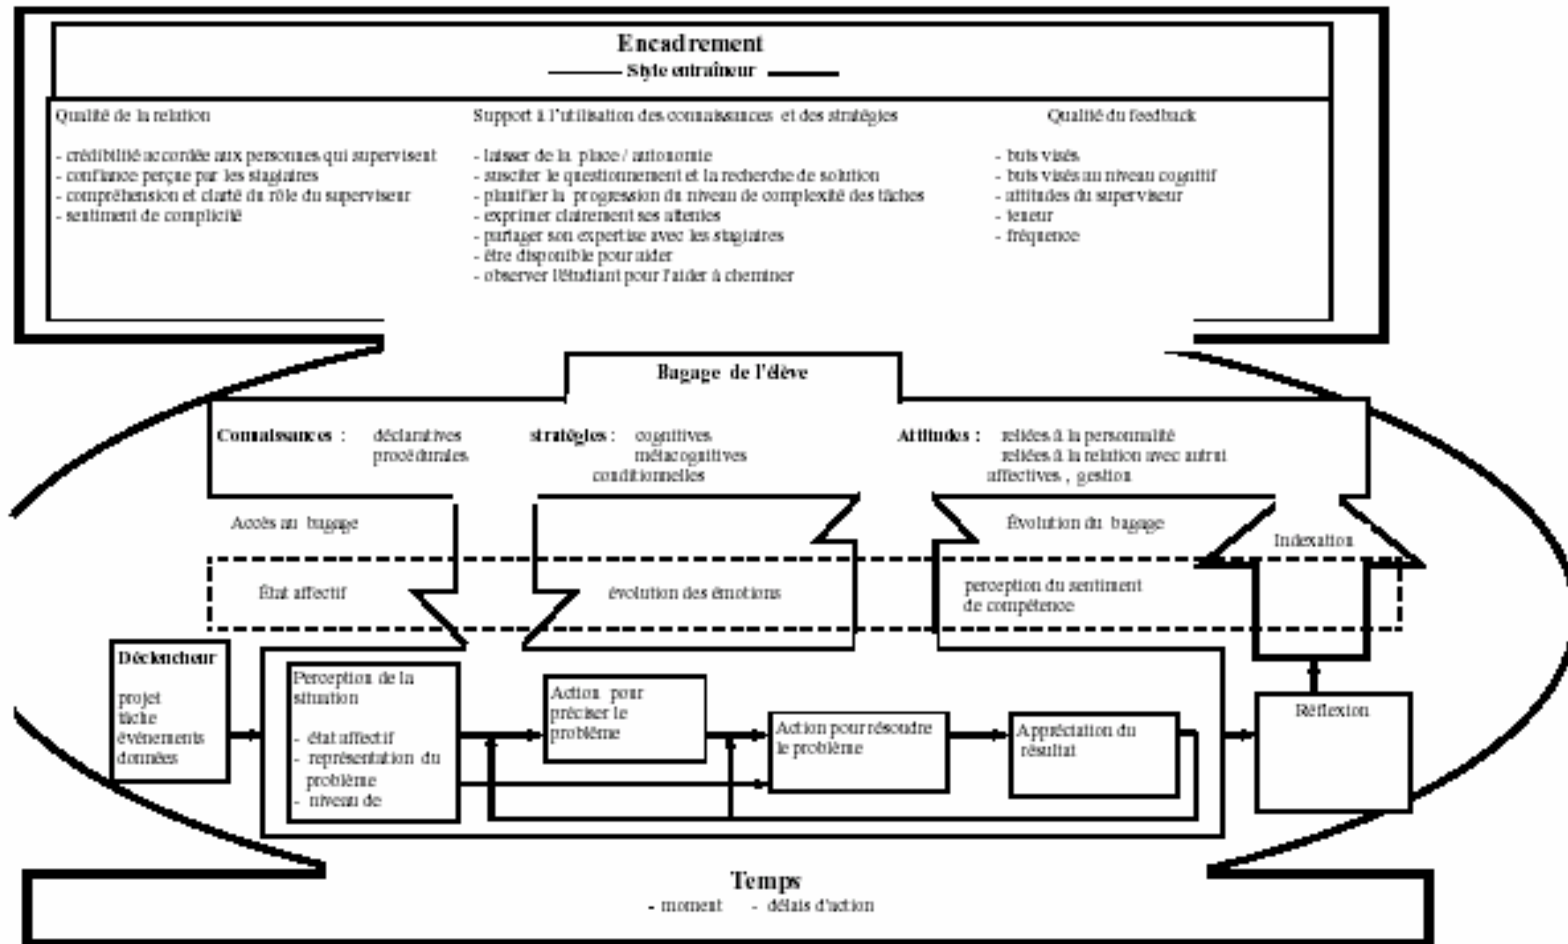 Encadrement
Style entraîneur
Qualité de la relation
- crédibilité accordée aux personnes qui supervisent
- confiance perçue par les stagiaires
- compréhension et clarté du rôle du superviseur
- sentiment de complicité
Support à l'utilisation des connaissances et des stratégies
- laisser de la place / autonomie
- susciter le questionnement et la recherche de solution
- planifier la progression du niveau de complexité des tâches
- exprimer clairement ses attentes
- partager son expertise avec les stagiaires
- être disponible pour aider
- observer l'étudiant pour l'aider à cheminer
Qualité du feedback
- buts visés
- buts visés au niveau cognitif
- attitudes du superviseur
- teneur
- fréquence
Bagage de l'élève
Connaissances : déclaratives
procédurales
stratégies : cognitives
métacognitives
conditionnelles
Attitudes : reliées à la personnalité
reliées à la relation avec autrui
affectives , gestion
Accès au bagage
Évolution du bagage
Indexation
État affectif
évolution des émotions
perception du sentiment
de compétence
Déclencheur
projet
tâche
événements
données
Perception de la
situation
- état affectif
- représentation du
problème
- niveau de
Action pour
préciser le
problème
Action pour résoudre
le problème
Appréciation du
résultat
Réflexion
Temps
- moment - délais d'action